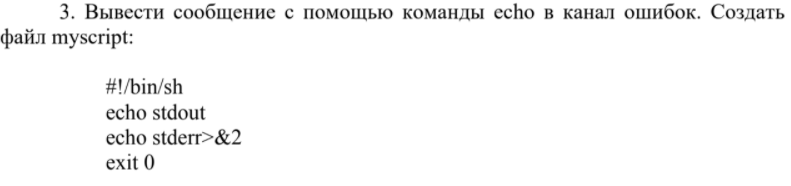 3. Вывести сообщение с помощью команды echo в канал ошибок. Создать
файл myscript:
#!/bin/sh
echo stdout
echo stderr>&2
exit 0